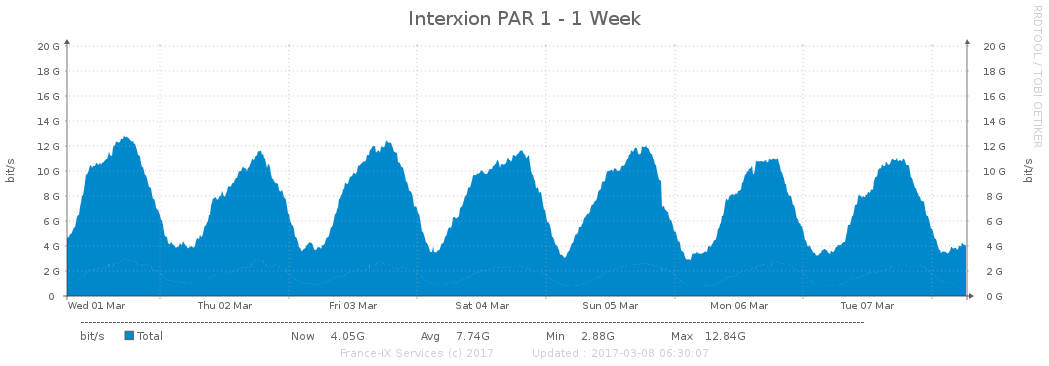 Interxion PAR 1 - 1 Week
RRDTOOL / TOBI OETIKER
20 G 20 G
18 G 18 G
16 G 16 G
14 G 14 G
12 G 12 G
10 G 10 G
8 G 8 G
6 G 6 G
4 G 4 G
2 G 2 G
0 0 G
bit/s bit/s
Wed 01 Mar Thu 02 Mar Fri 03 Mar Sat 04 Mar Sun 05 Mar Mon 06 Mar Tue 07 Mar
bit/s Total Now 4.05G Avg 7.74G Min 2.88G Max 12.84G
France-IX Services (c) 2017 Updated : 2017-03-08 06:30:07